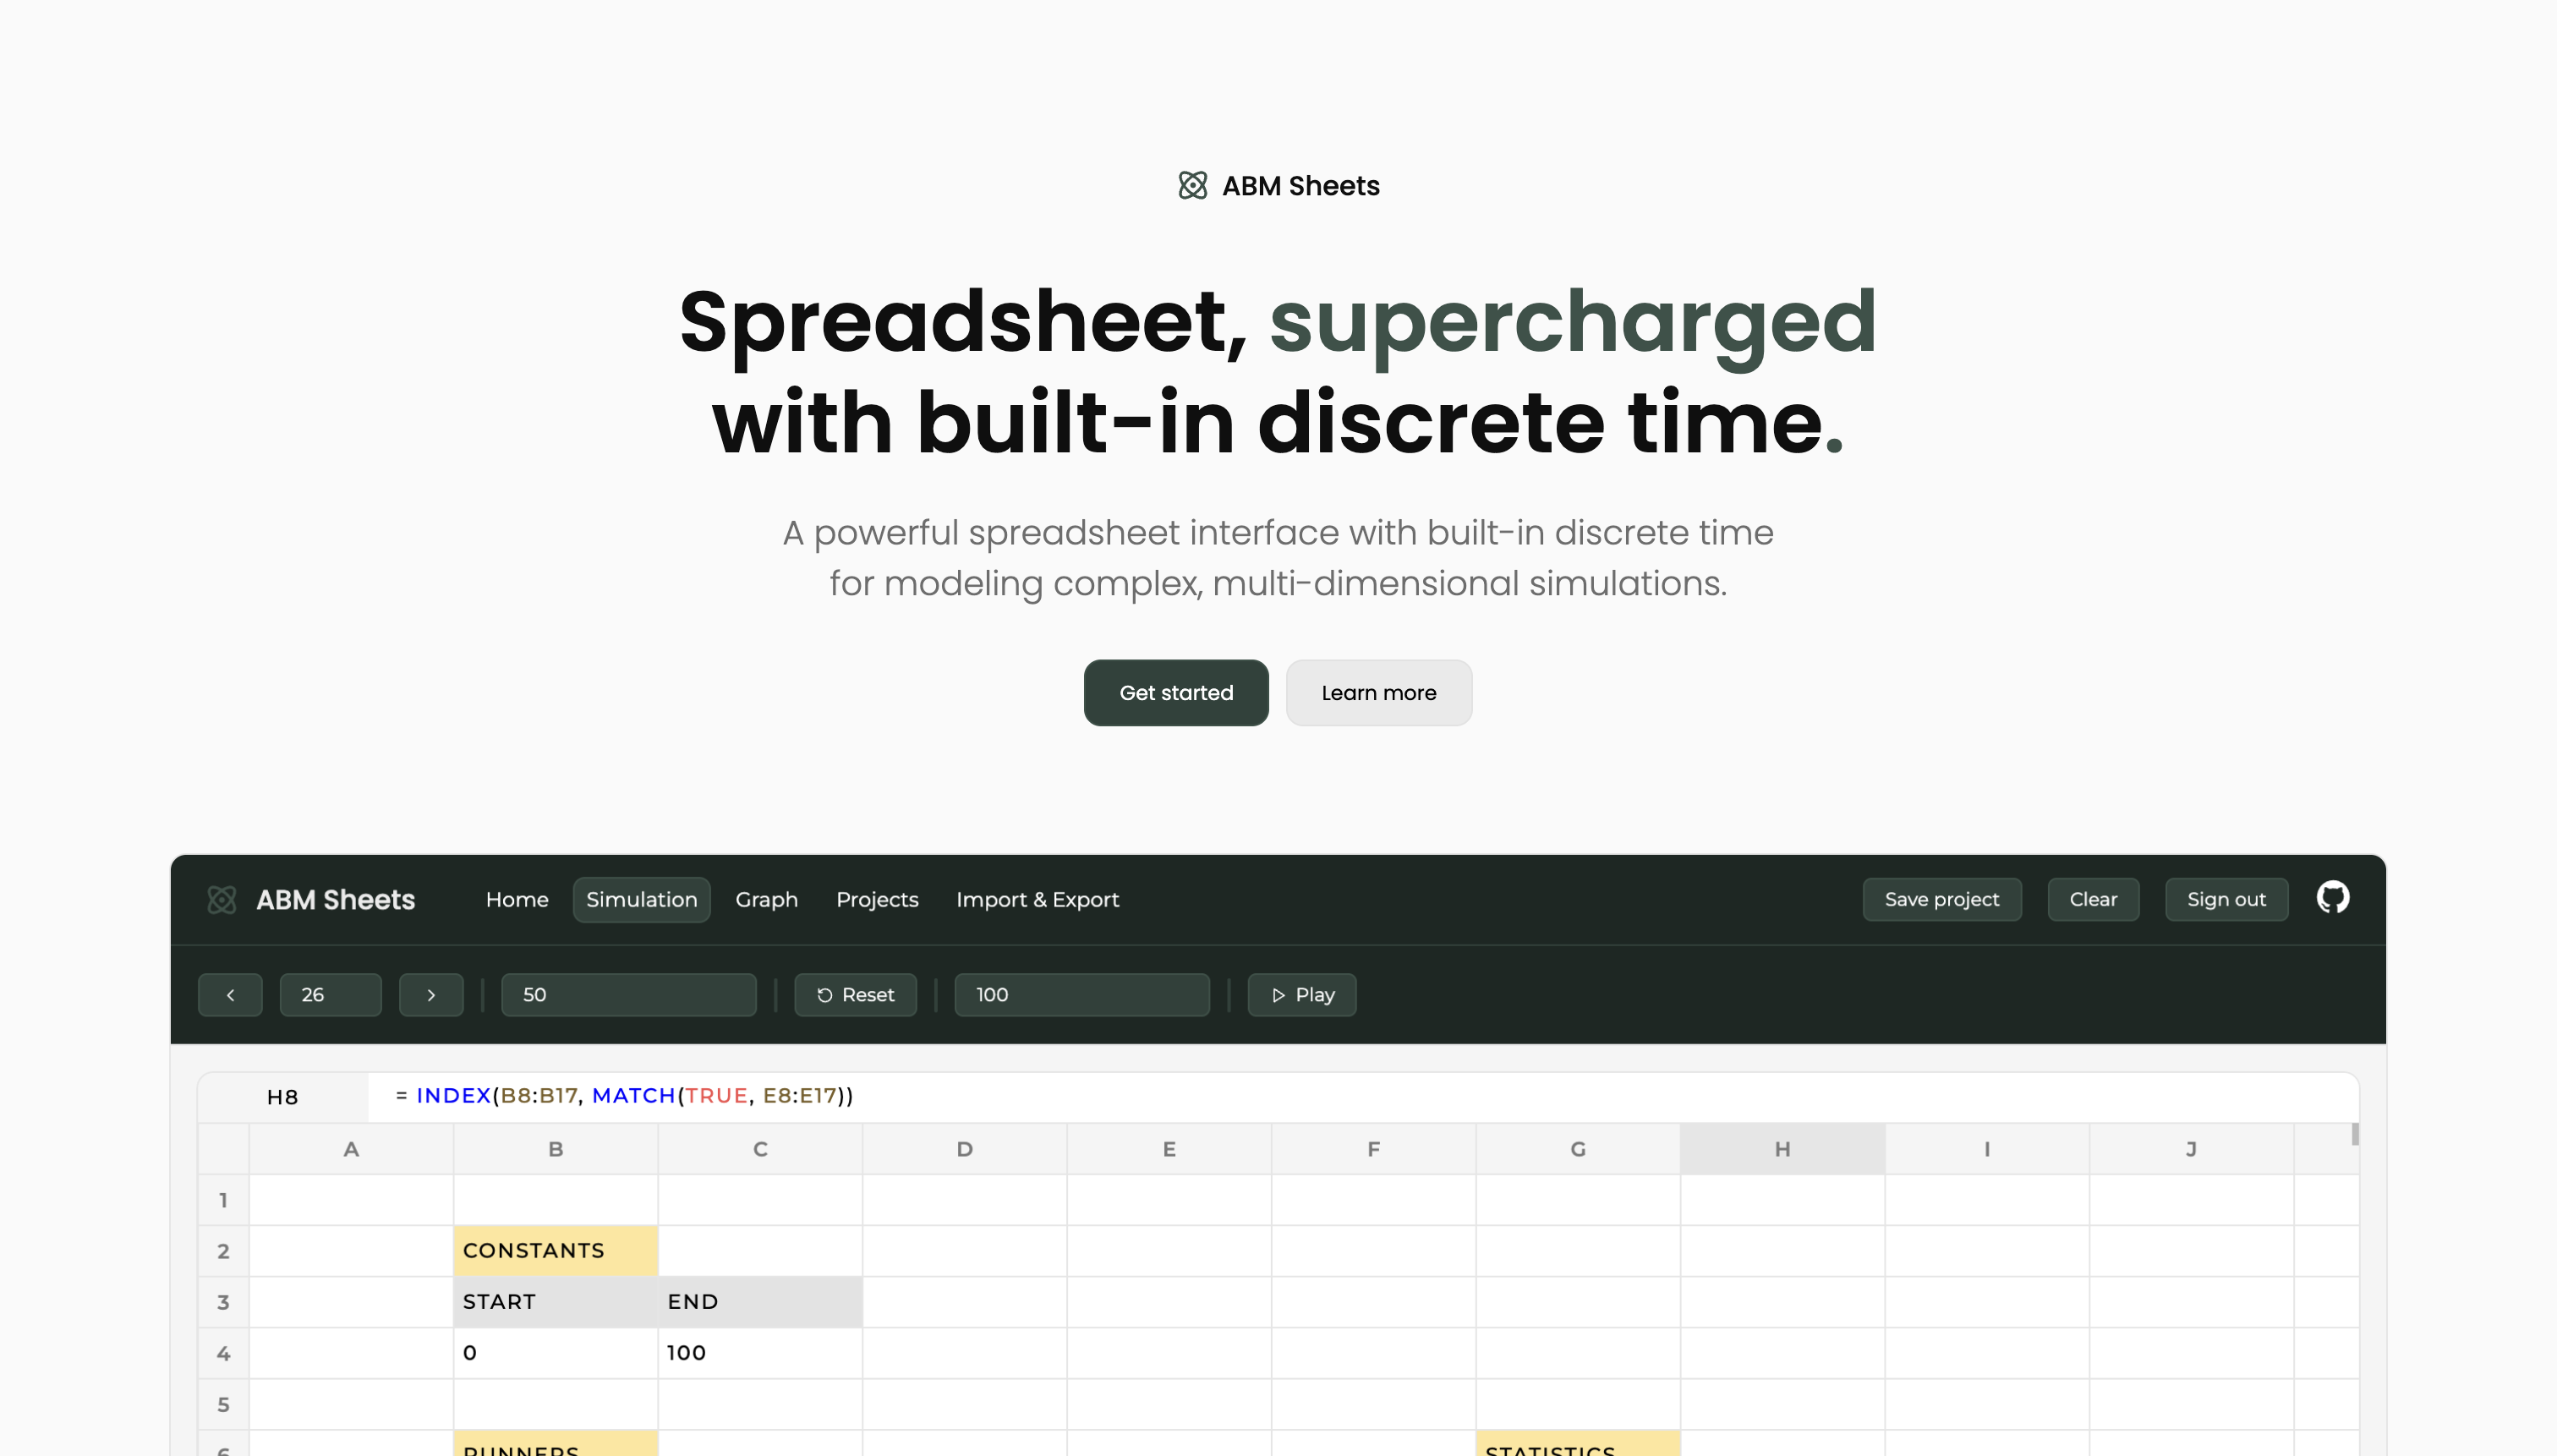 ABM Sheets
Spreadsheet, supercharged
with built-in discrete time.
A powerful spreadsheet interface with built-in discrete time
for modeling complex, multi-dimensional simulations.
Get started Learn more
ABM Sheets Home Simulation Graph Projects Import & Export Save project Clear Sign out
26 50 Reset 100 Play
H8 = INDEX(B8:B17, MATCH(TRUE, E8:E17))
A B C D E F G H I J
1
2 CONSTANTS
3 START END
4 0 100
5
6 RUNNERS STATISTICS